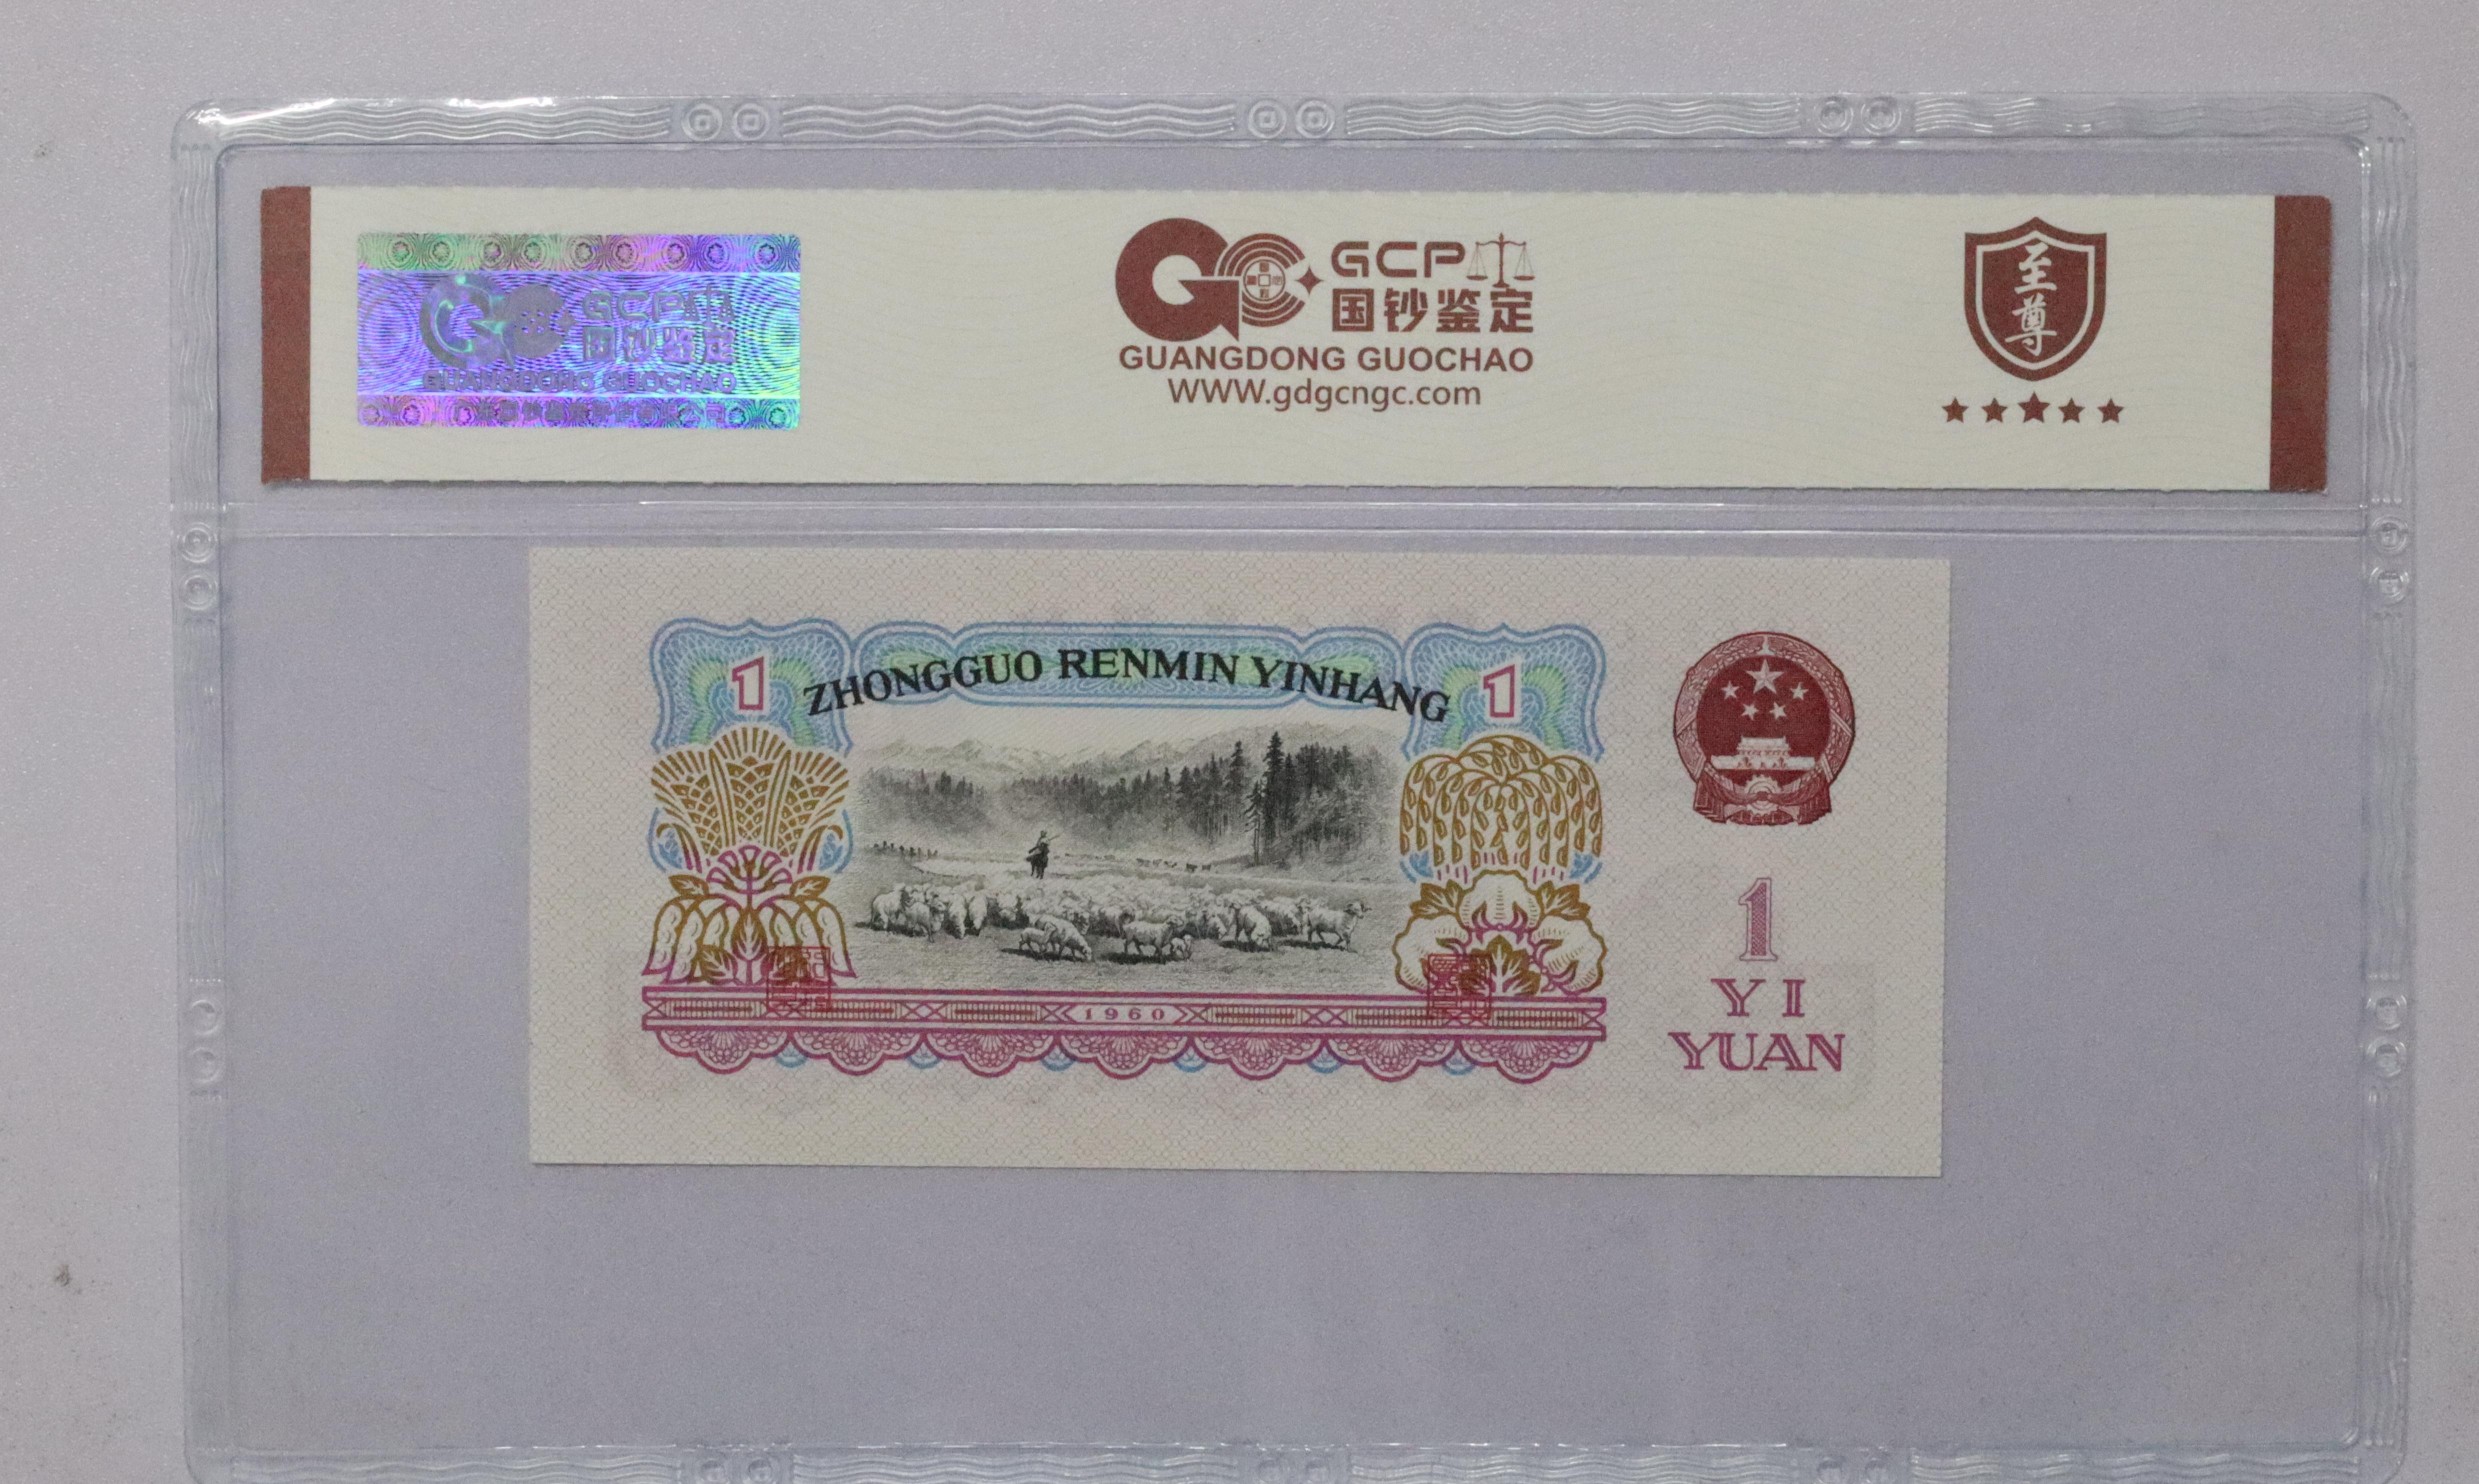 GCP
国钞鉴定
GUANGDONG GUOCHAO
GCP
国钞鉴定
GUANGDONG GUOCHAO
WWW.gdgcngc.com
至尊
1
ZHONGGUO RENMIN YINHANG
1
1960
1
YI
YUAN